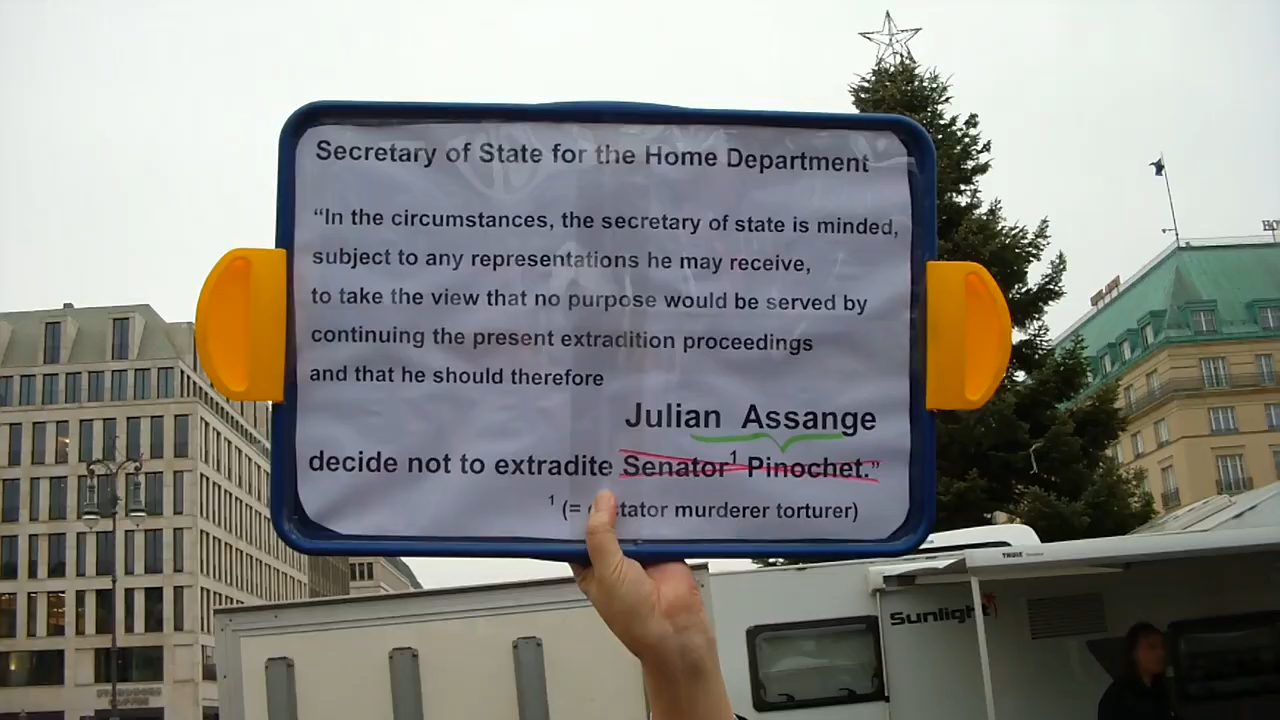 Secretary of State for the Home Department
“In the circumstances, the secretary of state is minded,
subject to any representations he may receive,
to take the view that no purpose would be served by
continuing the present extradition proceedings
and that he should therefore
Julian Assange
decide not to extradite Senator¹ Pinochet.”
¹ (= tator murderer torturer)
THULE
Sunlight
STARBUCKS
COFFEE